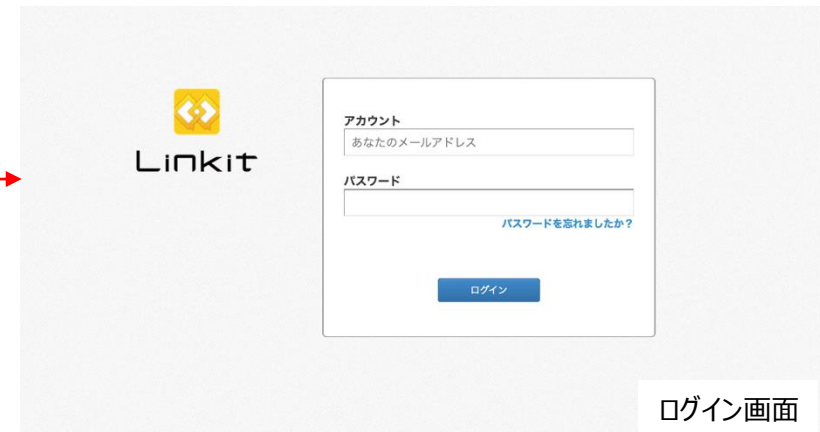 Linkit
アカウント
あなたのメールアドレス
パスワード
パスワードを忘れましたか？
ログイン
ログイン画面